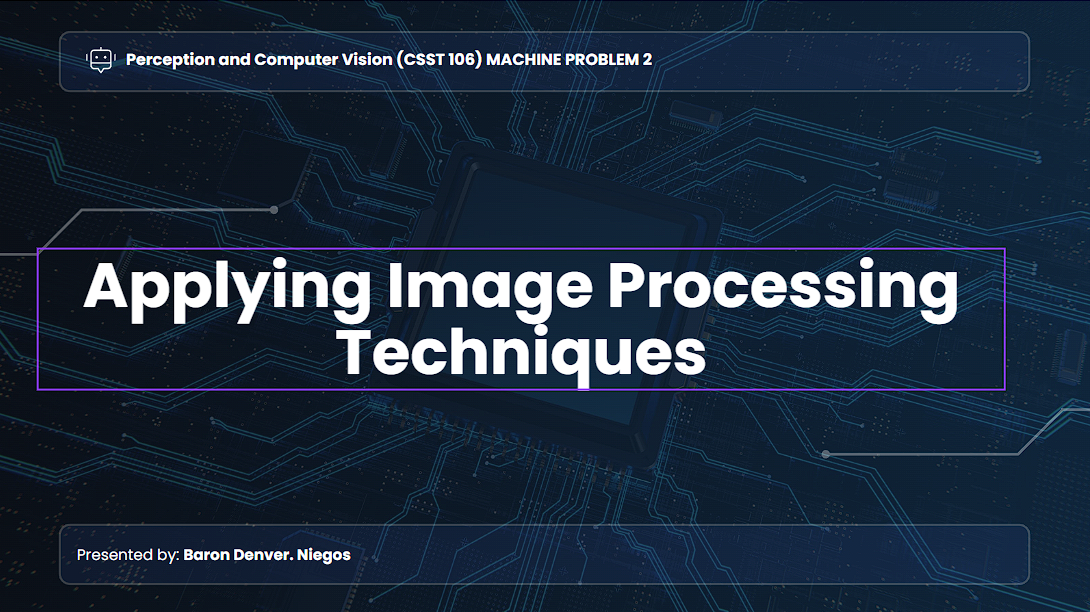 Perception and Computer Vision (CSST 106) MACHINE PROBLEM 2
Applying Image Processing
Techniques
Presented by: Baron Denver. Niegos